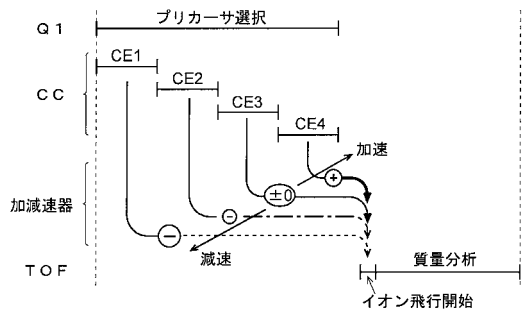 Q1
プリカーサ選択
CC
CE1
CE2
CE3
CE4
加速
+
±0
加減速器
-
-
減速
TOF
質量分析
イオン飛行開始